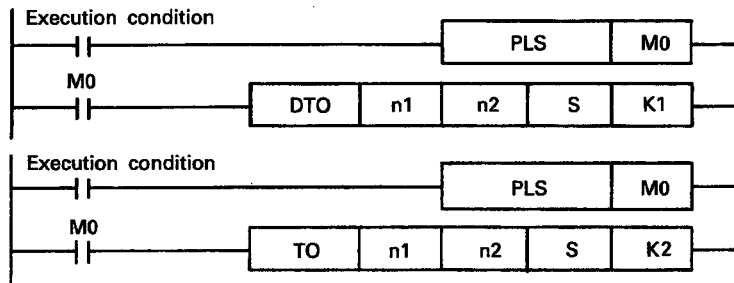 Execution condition
PLS M0
M0
DTO n1 n2 S K1
Execution condition
PLS M0
M0
TO n1 n2 S K2